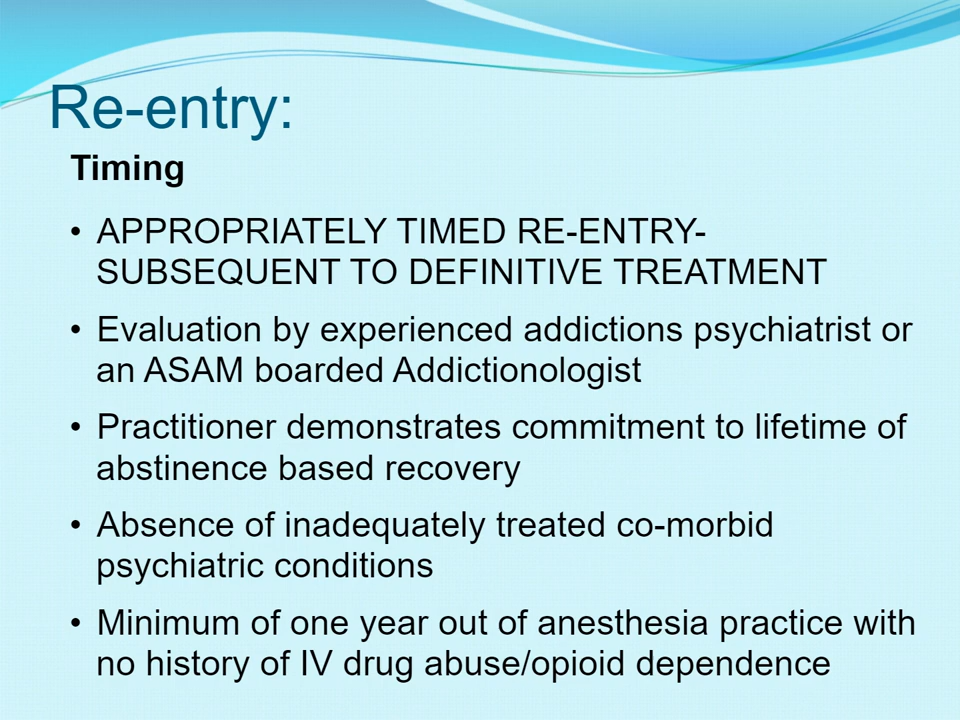 Re-entry:
Timing
• APPROPRIATELY TIMED RE-ENTRY-
SUBSEQUENT TO DEFINITIVE TREATMENT
• Evaluation by experienced addictions psychiatrist or
an ASAM boarded Addictionologist
• Practitioner demonstrates commitment to lifetime of
abstinence based recovery
• Absence of inadequately treated co-morbid
psychiatric conditions
• Minimum of one year out of anesthesia practice with
no history of IV drug abuse/opioid dependence